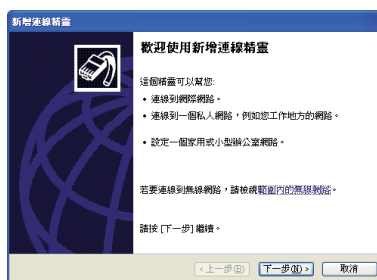 新增連線精靈
歡迎使用新增連線精靈
這個精靈可以幫您:
• 連線到網際網路。
• 連線到一個私人網路，例如您工作地方的網路。
• 設定一個家用或小型辦公室網路。
若要連線到無線網路，請檢視範圍內的無線網路。
請按 [下一步] 繼續。
<上一步(B) 下一步(N)> 取消